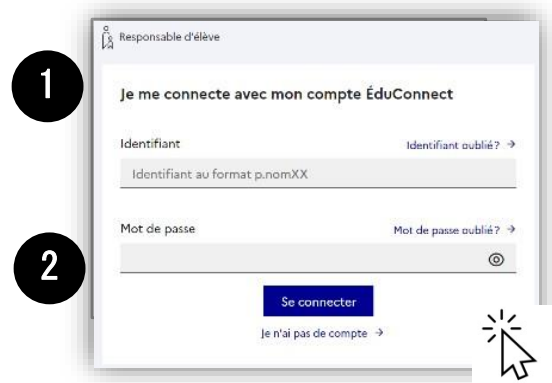 Responsable d'élève
1
Je me connecte avec mon compte ÉduConnect
Identifiant
Identifiant oublié? →
Identifiant au format p.nomXX
Mot de passe
Mot de passe oublié? →
2
Se connecter
Je n'ai pas de compte →